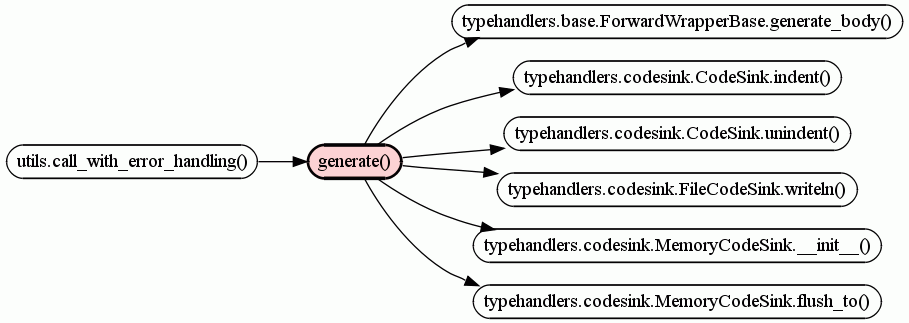 typehandlers.base.ForwardWrapperBase.generate_body()
typehandlers.codesink.CodeSink.indent()
typehandlers.codesink.CodeSink.unindent()
utils.call_with_error_handling()
generate()
typehandlers.codesink.FileCodeSink.writeln()
typehandlers.codesink.MemoryCodeSink.__init__()
typehandlers.codesink.MemoryCodeSink.flush_to()